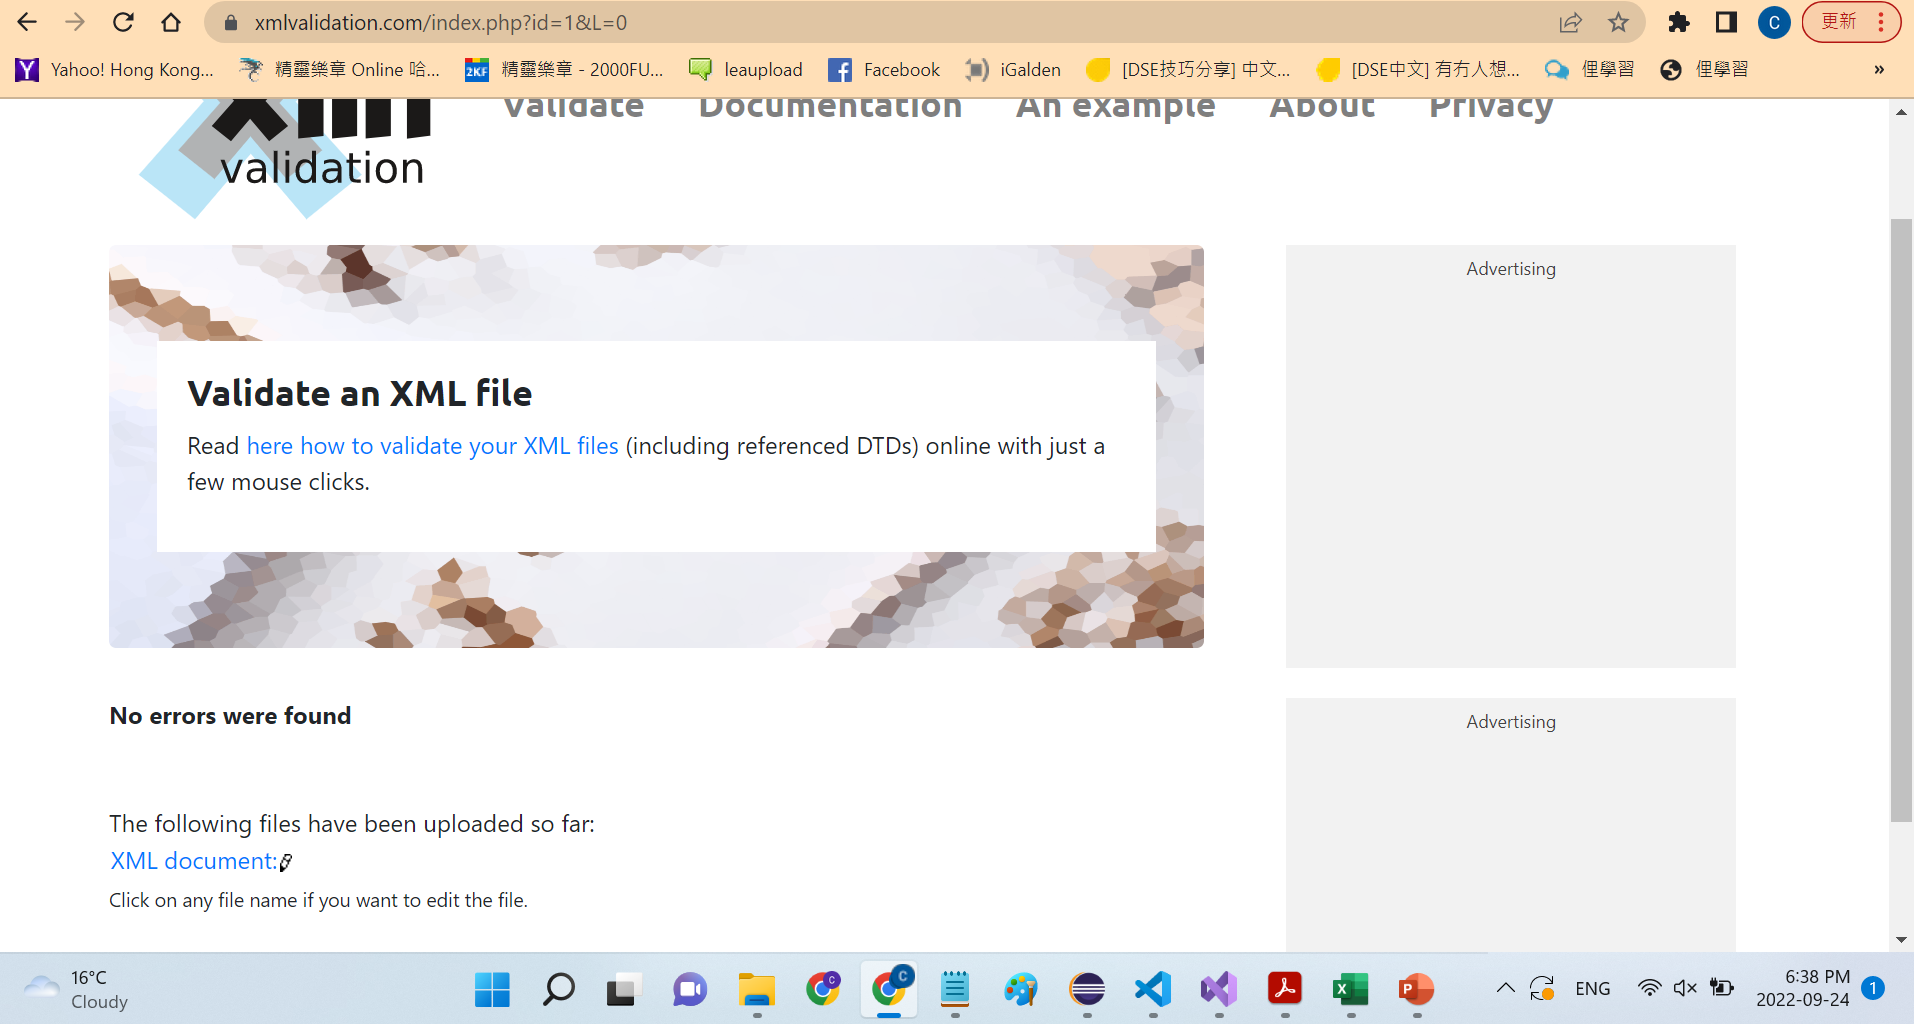 xmlvalidation.com/index.php?id=1&L=0
C
更新
Yahoo! Hong Kong...
精靈樂章 Online 哈...
2KF
精靈樂章 - 2000FU...
leaupload
Facebook
iGalden
[DSE技巧分享] 中文...
[DSE中文] 有冇人想...
俚學習
俚學習
»
xml
validation
Validate
Documentation
An example
About
Privacy
Advertising
Validate an XML file
Read here how to validate your XML files (including referenced DTDs) online with just a
few mouse clicks.
No errors were found
Advertising
The following files have been uploaded so far:
XML document:
Click on any file name if you want to edit the file.
16°C
Cloudy
C
C
X
P
ENG
6:38 PM
2022-09-24
1